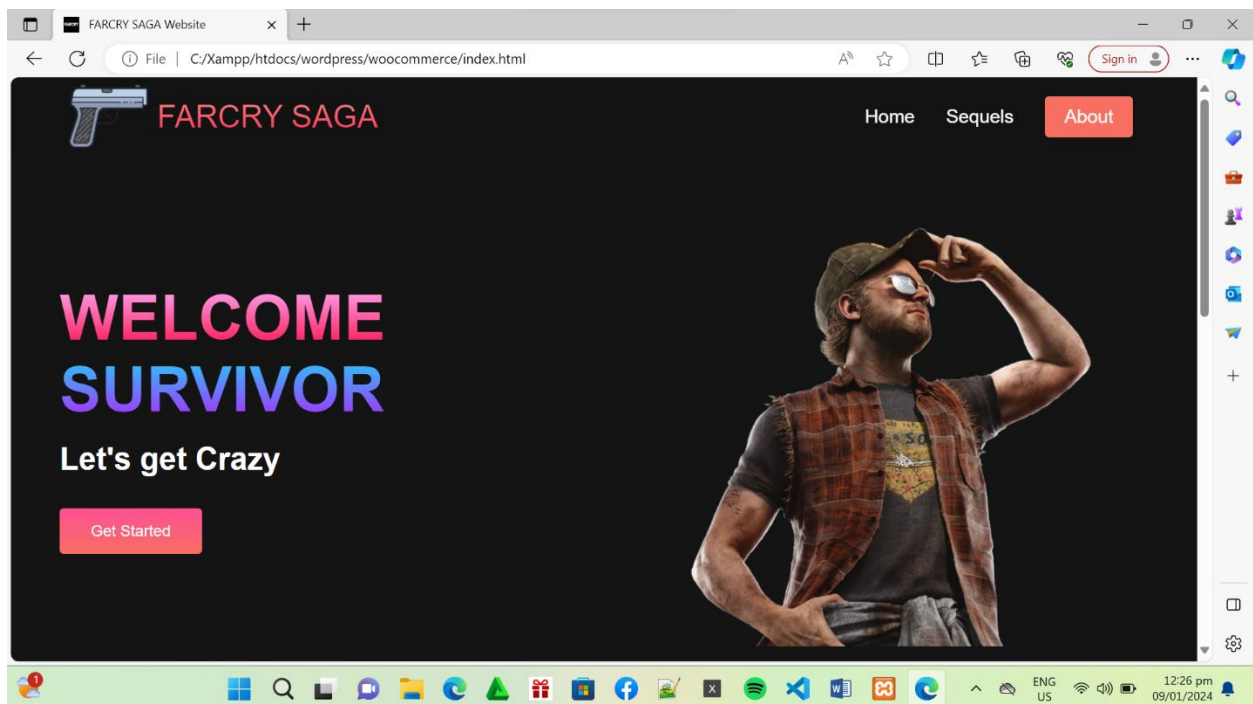 FARCRY SAGA Website
File | C:/Xampp/htdocs/wordpress/woocommerce/index.html
Sign in
FARCRY SAGA
Home Sequels About
WELCOME
SURVIVOR
Let's get Crazy
Get Started
1
ENG
US
12:26 pm
09/01/2024